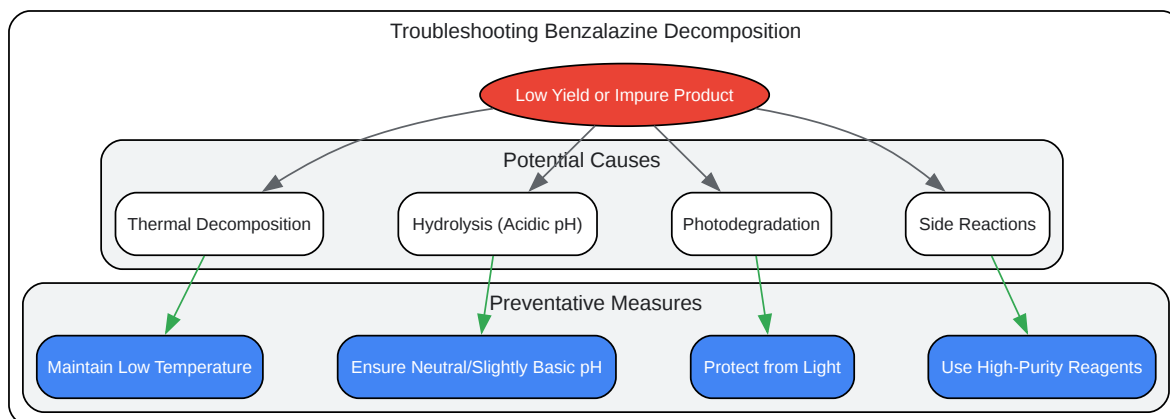 Troubleshooting Benzalazine Decomposition
Low Yield or Impure Product
Potential Causes
Thermal Decomposition
Hydrolysis (Acidic pH)
Photodegradation
Side Reactions
Preventative Measures
Maintain Low Temperature
Ensure Neutral/Slightly Basic pH
Protect from Light
Use High-Purity Reagents